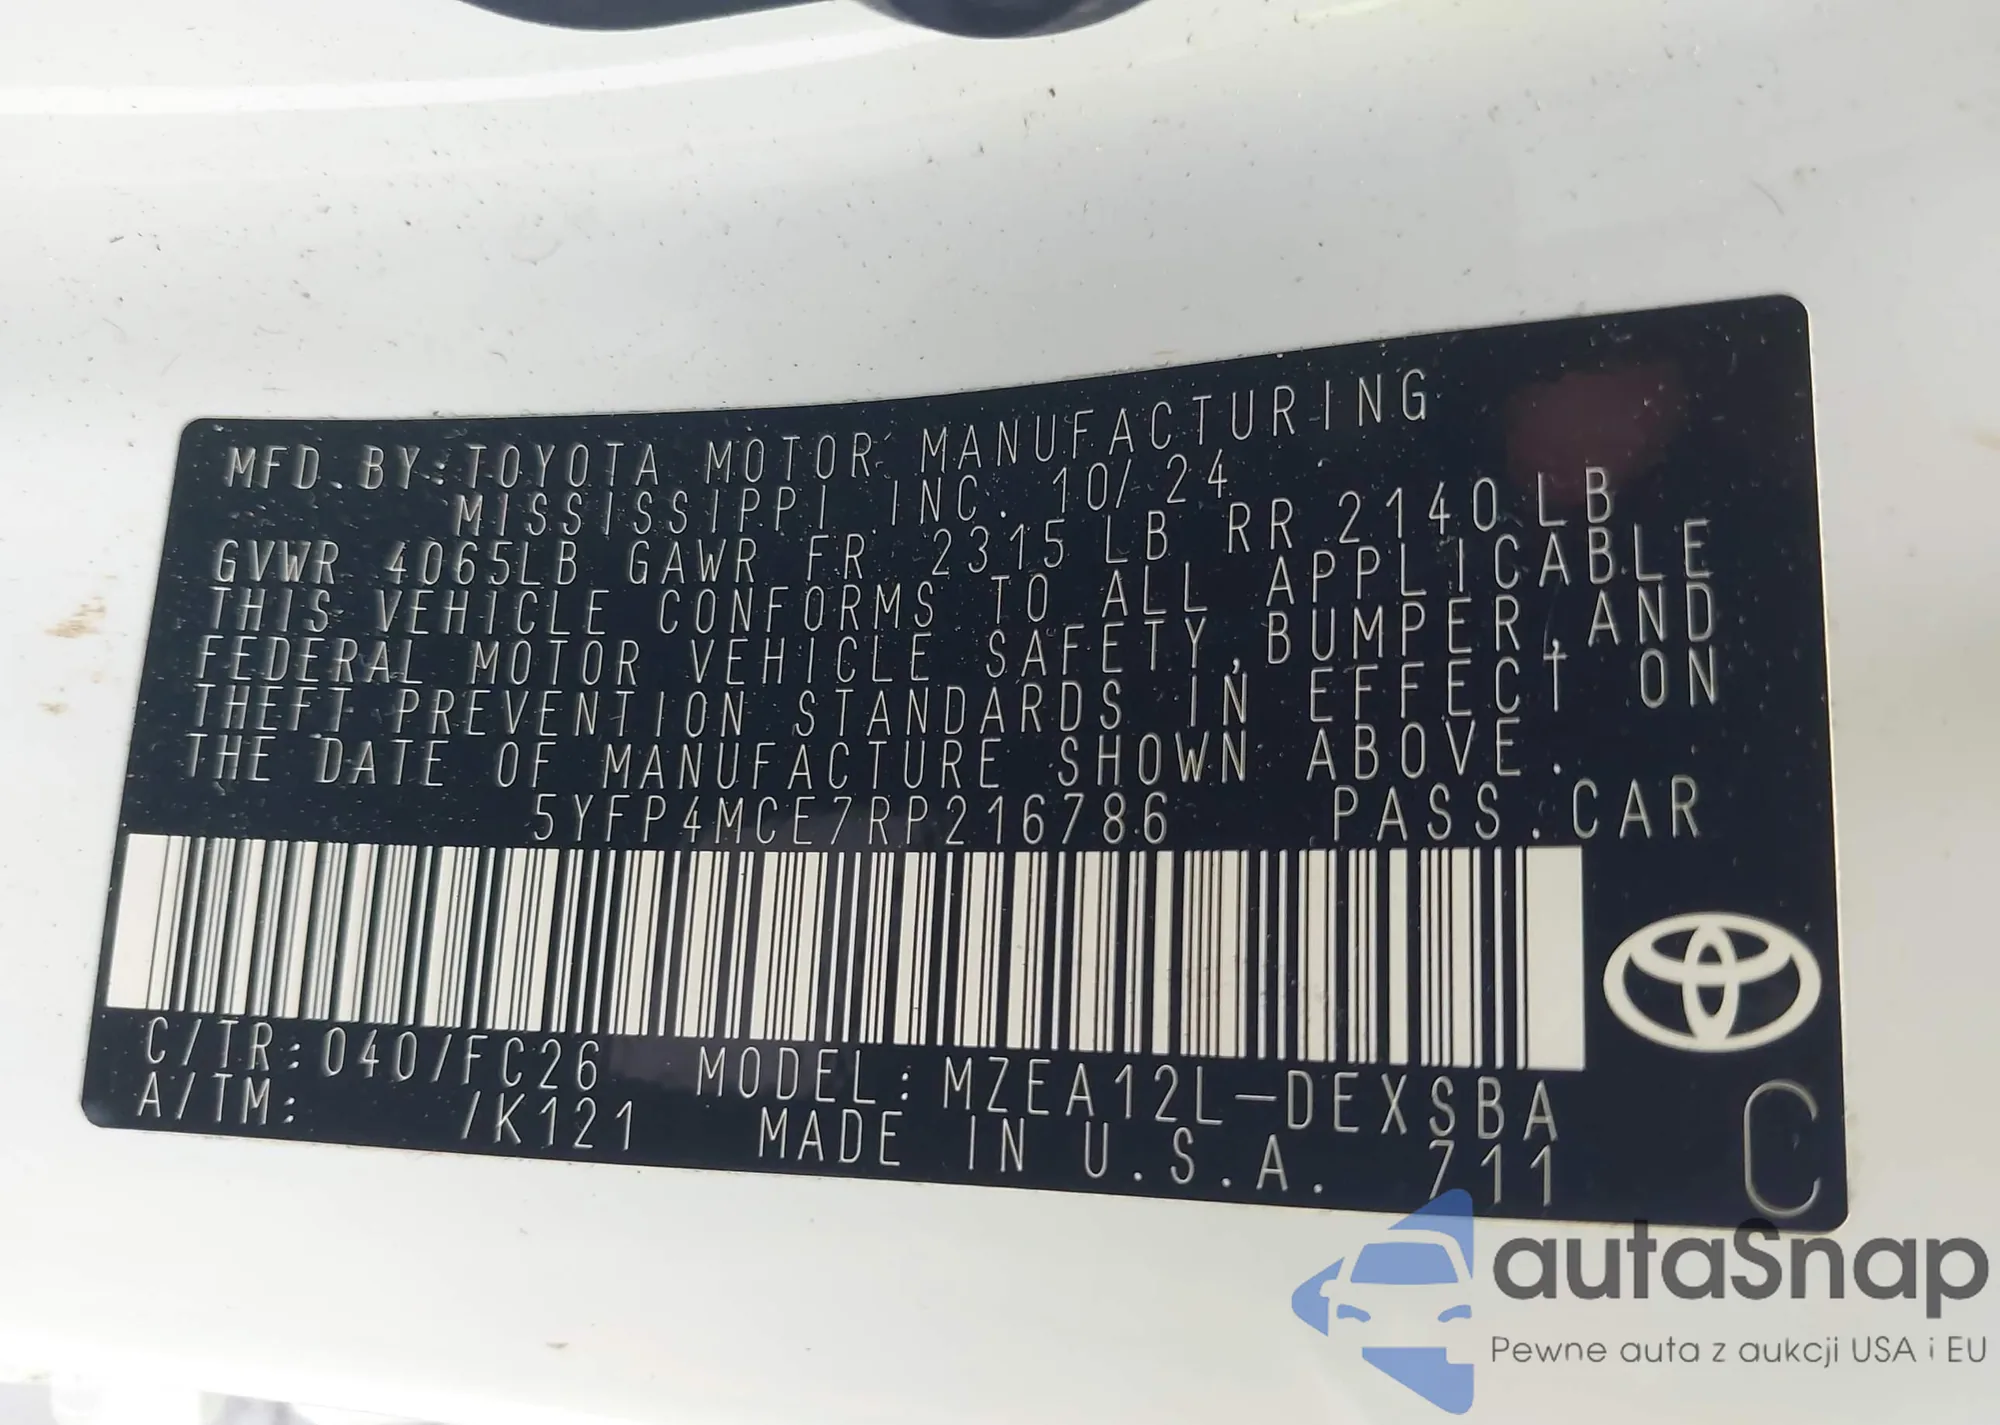 MFD.BY:TOYOTA MOTOR MANUFACTURING
MISSISSIPPI INC. 10/24
GVWR 4065LB GAWR FR 2315 LB RR 2140 LB
THIS VEHICLE CONFORMS TO ALL APPLICABLE
FEDERAL MOTOR VEHICLE SAFETY,BUMPER,AND
THEFT PREVENTION STANDARDS IN EFFECT ON
THE DATE OF MANUFACTURE SHOWN ABOVE.
5YFP4MCE7RP216786 PASS.CAR
C/TR:040/FC26 MODEL:MZEA12L-DEXSBA
A/TM: /K121 MADE IN U.S.A. 711
C
autaSnap
Pewne auta z aukcji USA i EU